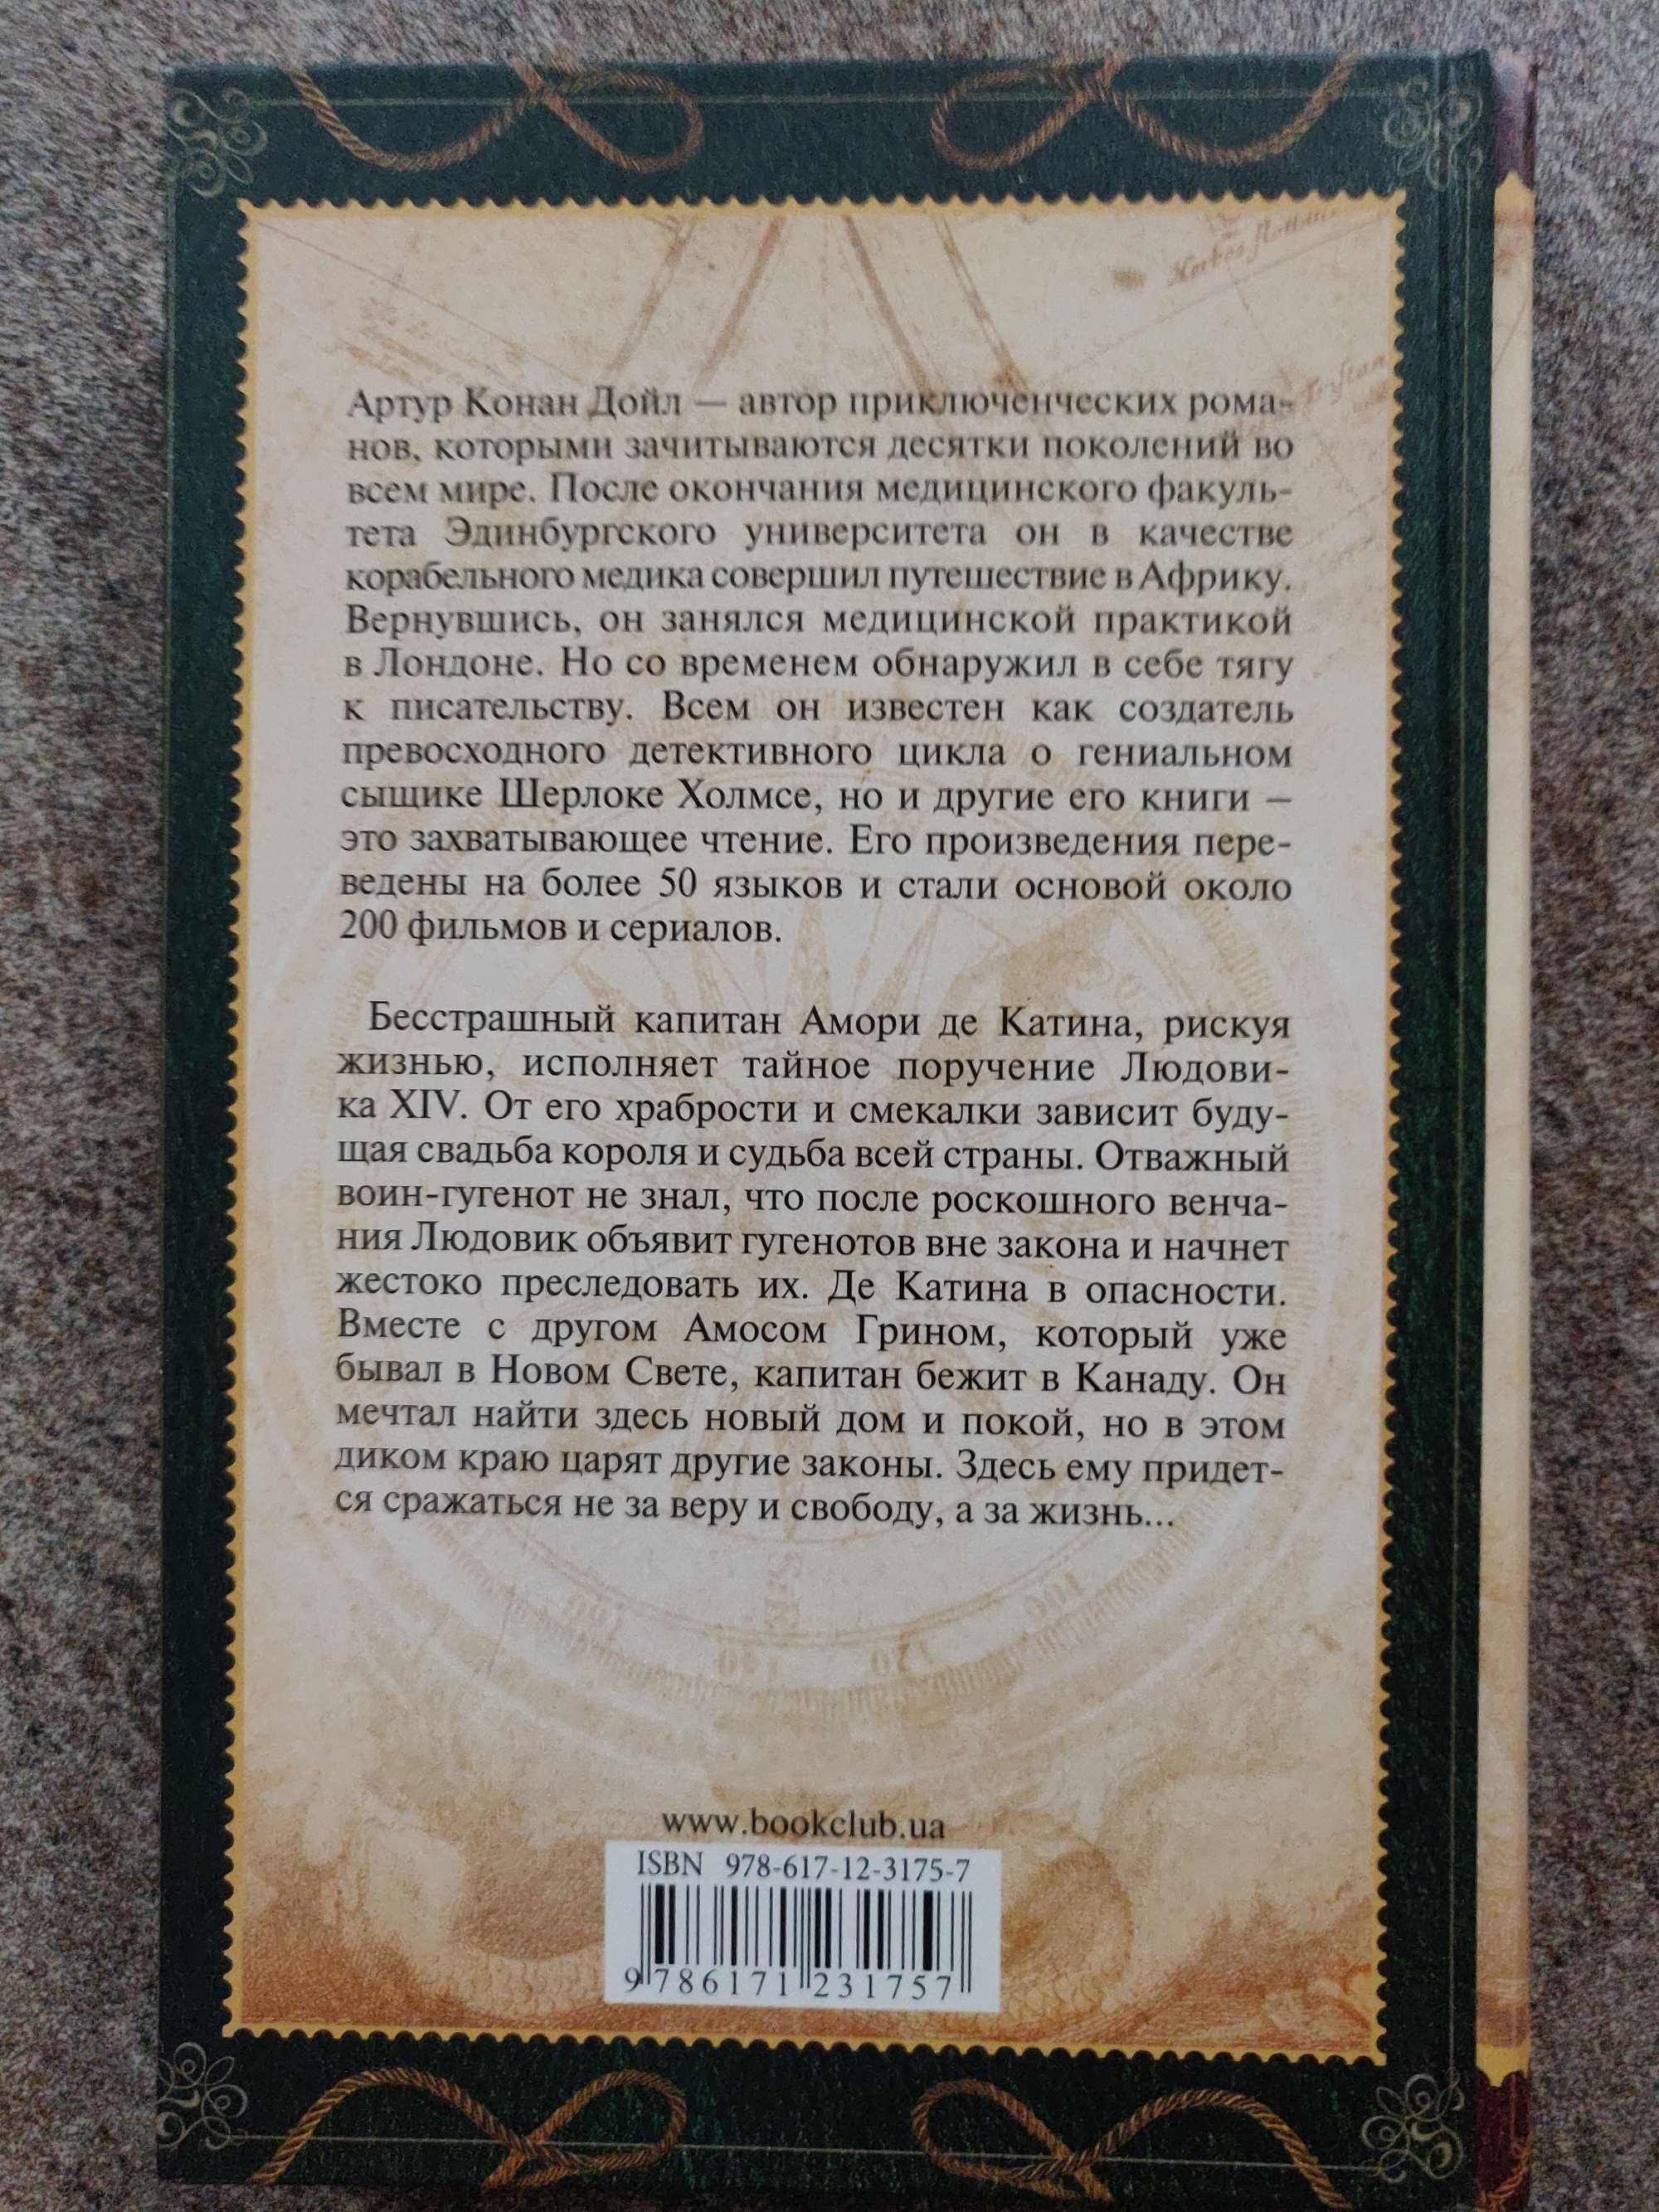 Артур Конан Дойл — автор приключенческих рома-
нов, которыми зачитываются десятки поколений во
всем мире. После окончания медицинского факуль-
тета Эдинбургского университета он в качестве
корабельного медика совершил путешествие в Африку.
Вернувшись, он занялся медицинской практикой
в Лондоне. Но со временем обнаружил в себе тягу
к писательству. Всем он известен как создатель
превосходного детективного цикла о гениальном
сыщике Шерлоке Холмсе, но и другие его книги —
это захватывающее чтение. Его произведения пере-
ведены на более 50 языков и стали основой около
200 фильмов и сериалов.
Бесстрашный капитан Амори де Катина, рискуя
жизнью, исполняет тайное поручение Людови-
ка XIV. От его храбрости и смекалки зависит буду-
щая свадьба короля и судьба всей страны. Отважный
воин-гугенот не знал, что после роскошного венча-
ния Людовик объявит гугенотов вне закона и начнет
жестоко преследовать их. Де Катина в опасности.
Вместе с другом Амосом Грином, который уже
бывал в Новом Свете, капитан бежит в Канаду. Он
мечтал найти здесь новый дом и покой, но в этом
диком краю царят другие законы. Здесь ему придет-
ся сражаться не за веру и свободу, а за жизнь...
www.bookclub.ua
ISBN 978-617-12-3175-7
9 786171 231757